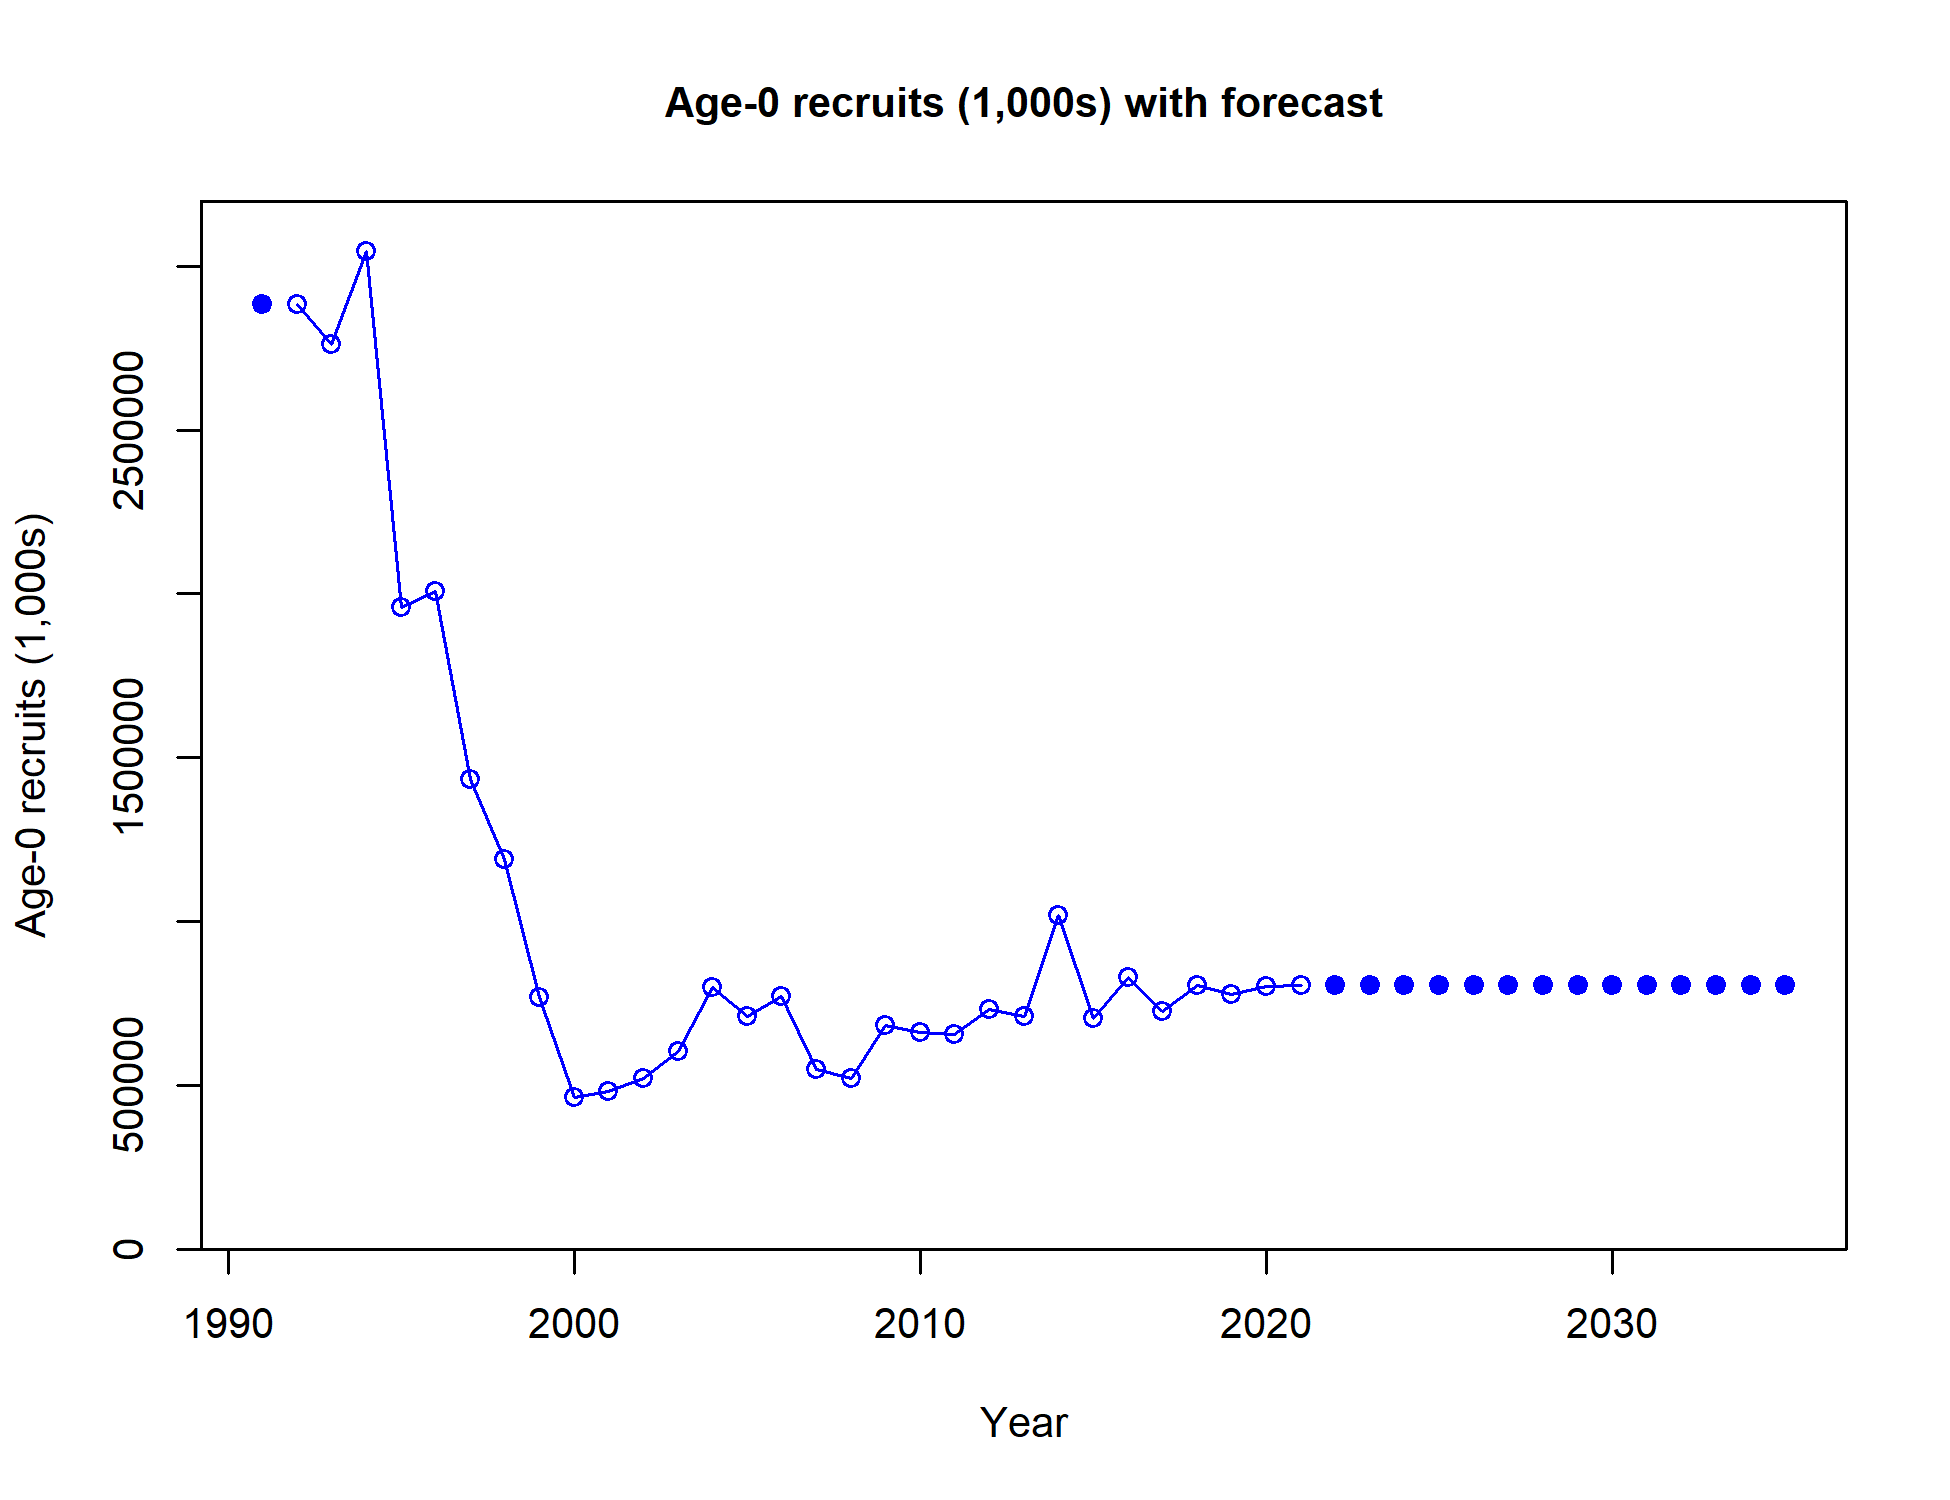 Age-0 recruits (1,000s) with forecast
Age-0 recruits (1,000s)
2500000
1500000
500000
0
1990 2000 2010 2020 2030
Year